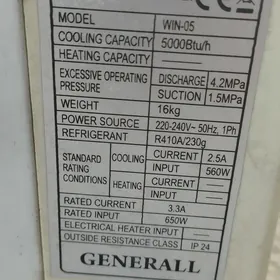 CE
MODEL WIN-05
COOLING CAPACITY 5000Btu/h
HEATING CAPACITY ——
EXCESSIVE OPERATING PRESSURE DISCHARGE 4.2MPa
SUCTION 1.5MPa
WEIGHT 16kg
POWER SOURCE 220-240V~ 50Hz, 1Ph
REFRIGERANT R410A/230g
STANDARD RATING CONDITIONS COOLING CURRENT 2.5A
INPUT 560W
HEATING CURRENT ——
INPUT ——
RATED CURRENT 3.3A
RATED INPUT 650W
ELECTRICAL HEATER INPUT ——
OUTSIDE RESISTANCE CLASS IP 24
GENERALL